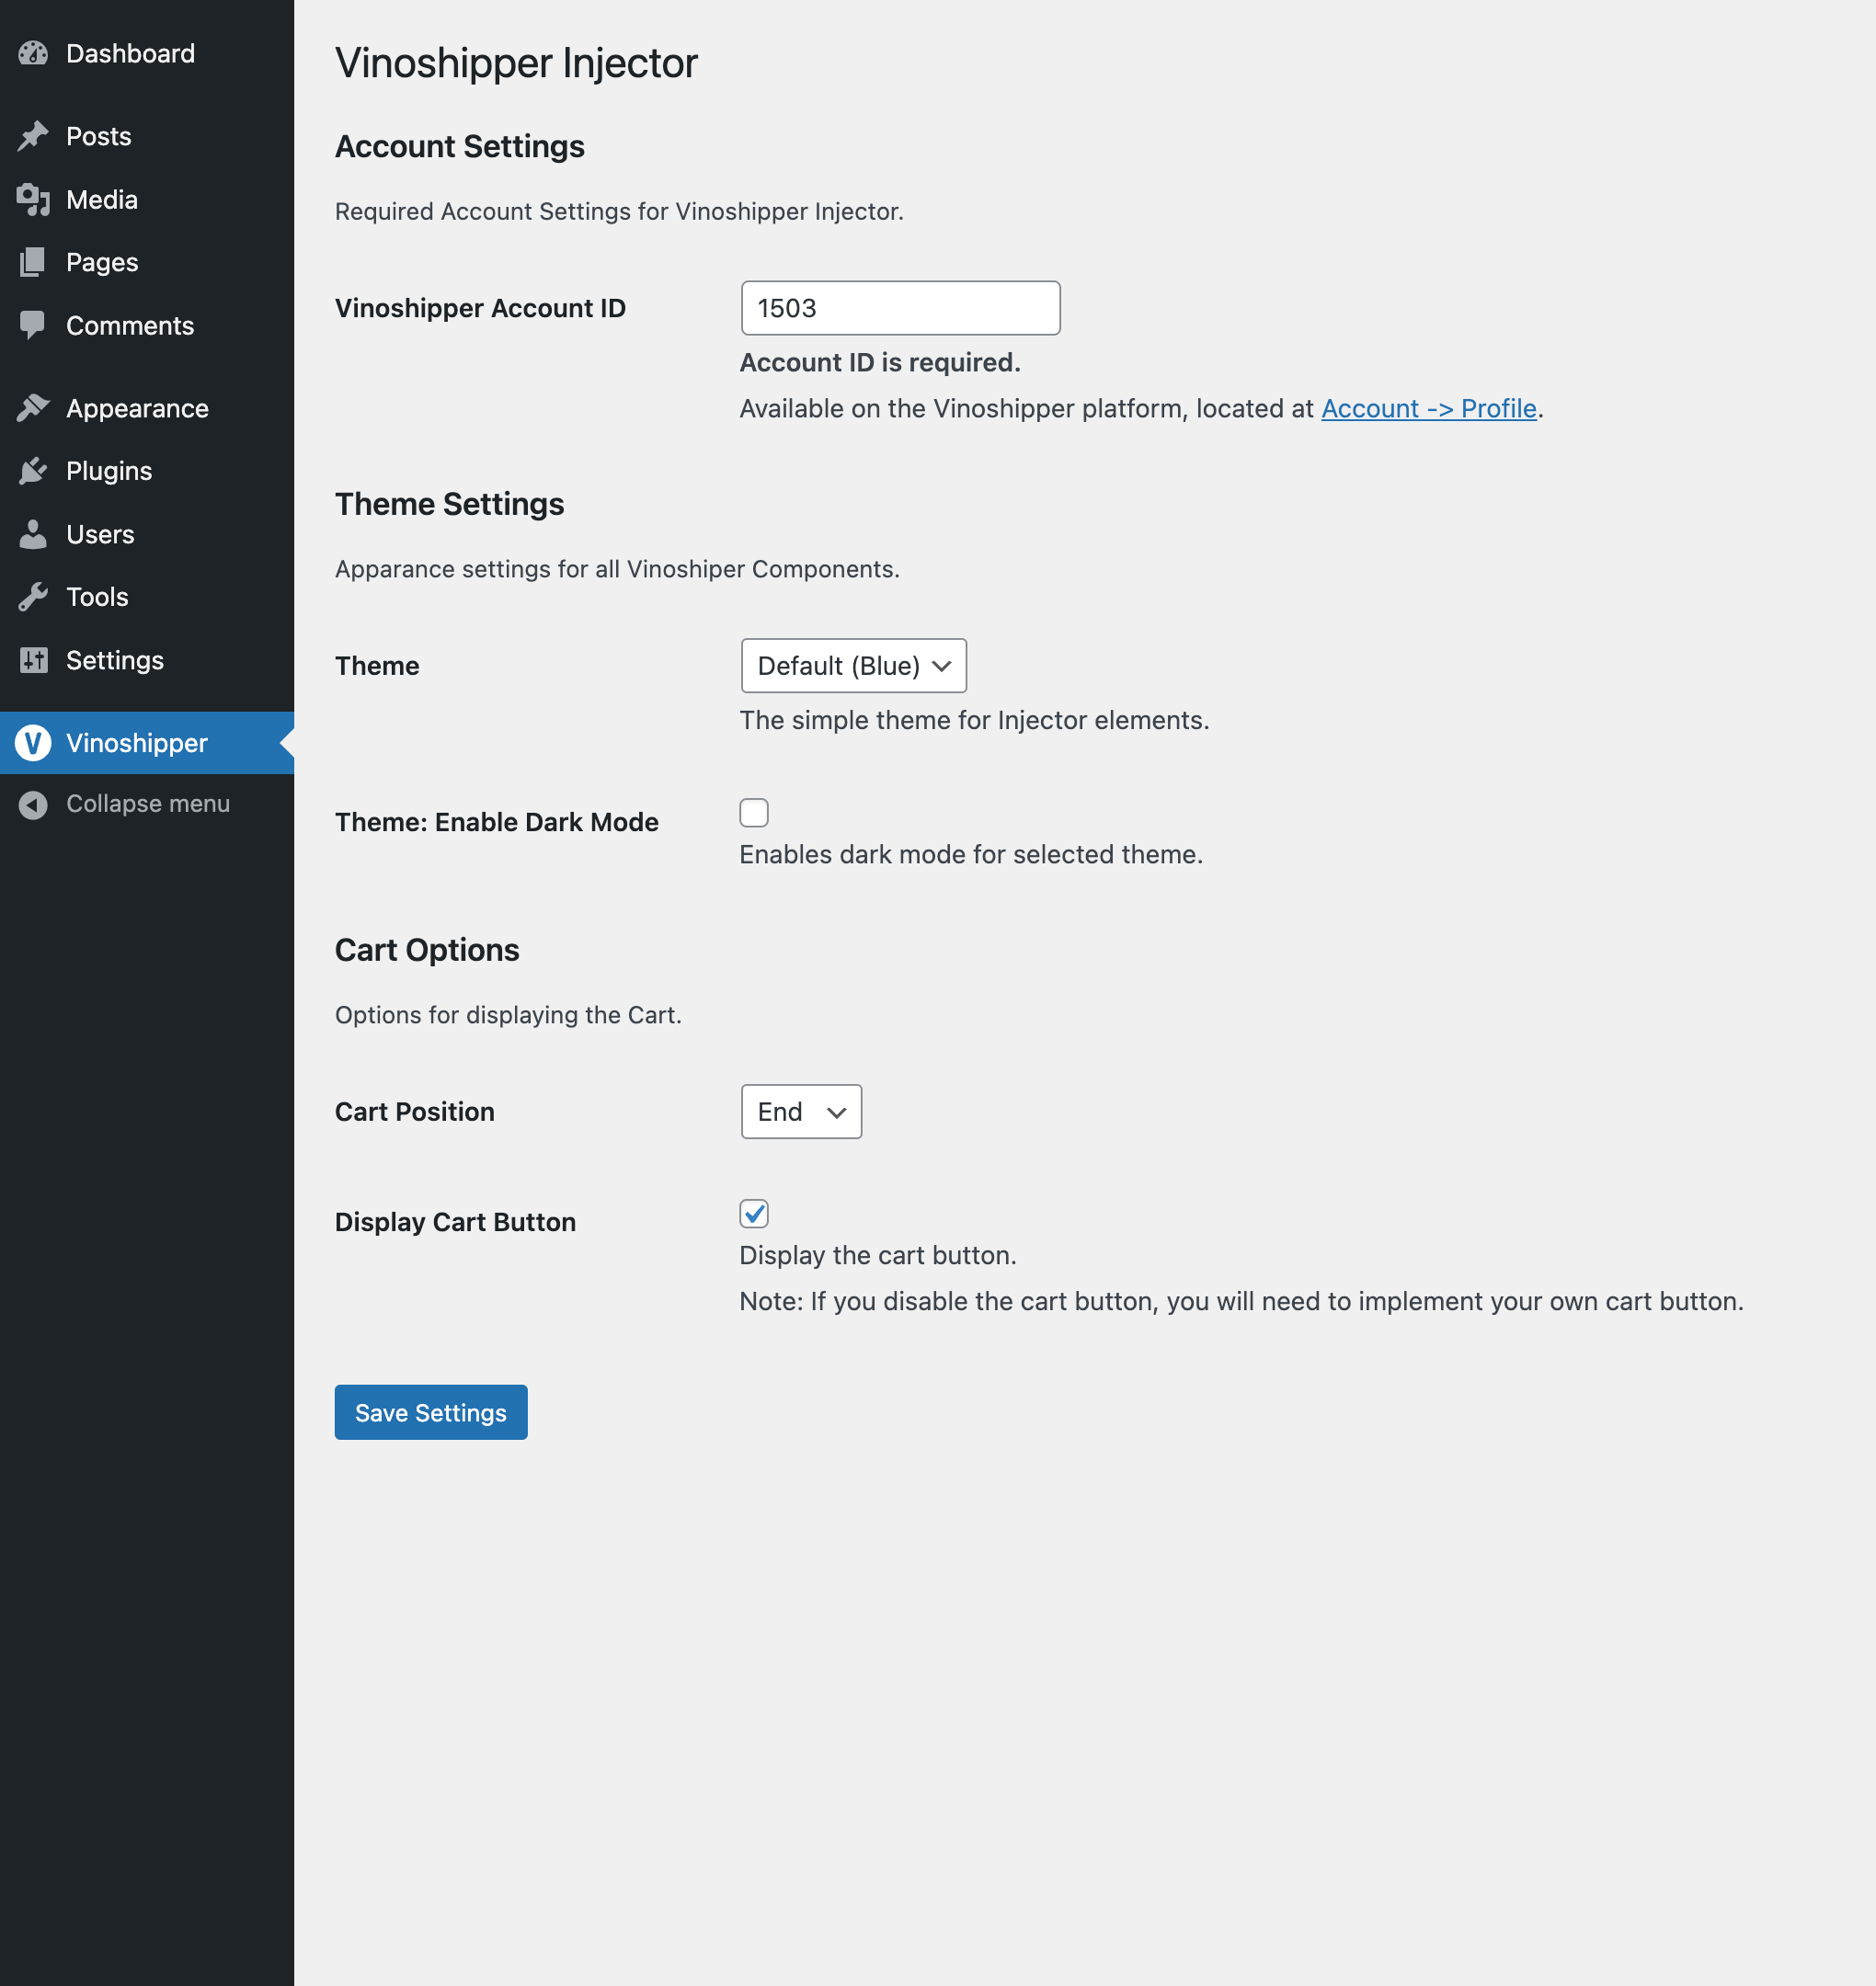 Dashboard
Posts
Media
Pages
Comments
Appearance
Plugins
Users
Tools
Settings
V Vinoshipper
Collapse menu
Vinoshipper Injector
Account Settings
Required Account Settings for Vinoshipper Injector.
Vinoshipper Account ID
1503
Account ID is required.
Available on the Vinoshipper platform, located at Account -> Profile.
Theme Settings
Apparance settings for all Vinoshiper Components.
Theme
Default (Blue)
The simple theme for Injector elements.
Theme: Enable Dark Mode
Enables dark mode for selected theme.
Cart Options
Options for displaying the Cart.
Cart Position
End
Display Cart Button
Display the cart button.
Note: If you disable the cart button, you will need to implement your own cart button.
Save Settings